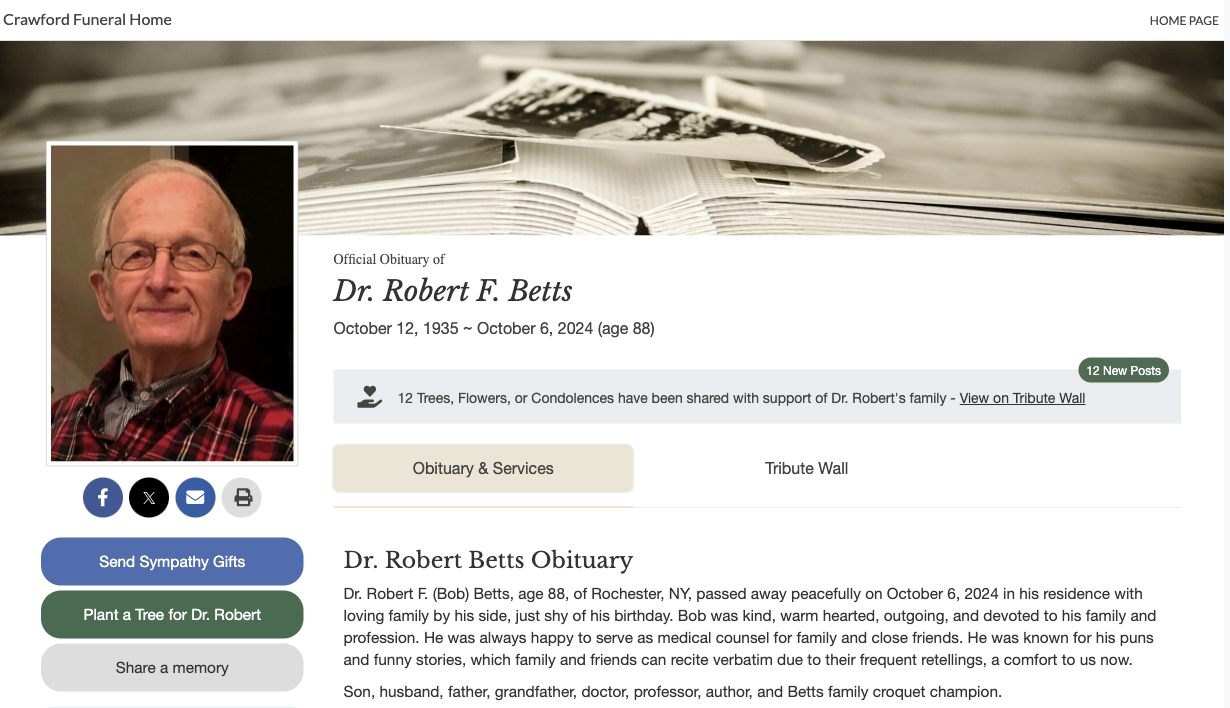 Crawford Funeral Home
HOME PAGE
Official Obituary of
Dr. Robert F. Betts
October 12, 1935 ~ October 6, 2024 (age 88)
12 New Posts
12 Trees, Flowers, or Condolences have been shared with support of Dr. Robert's family - View on Tribute Wall
Obituary & Services
Tribute Wall
Send Sympathy Gifts
Plant a Tree for Dr. Robert
Share a memory
Dr. Robert Betts Obituary
Dr. Robert F. (Bob) Betts, age 88, of Rochester, NY, passed away peacefully on October 6, 2024 in his residence with
loving family by his side, just shy of his birthday. Bob was kind, warm hearted, outgoing, and devoted to his family and
profession. He was always happy to serve as medical counsel for family and close friends. He was known for his puns
and funny stories, which family and friends can recite verbatim due to their frequent retellings, a comfort to us now.
Son, husband, father, grandfather, doctor, professor, author, and Betts family croquet champion.